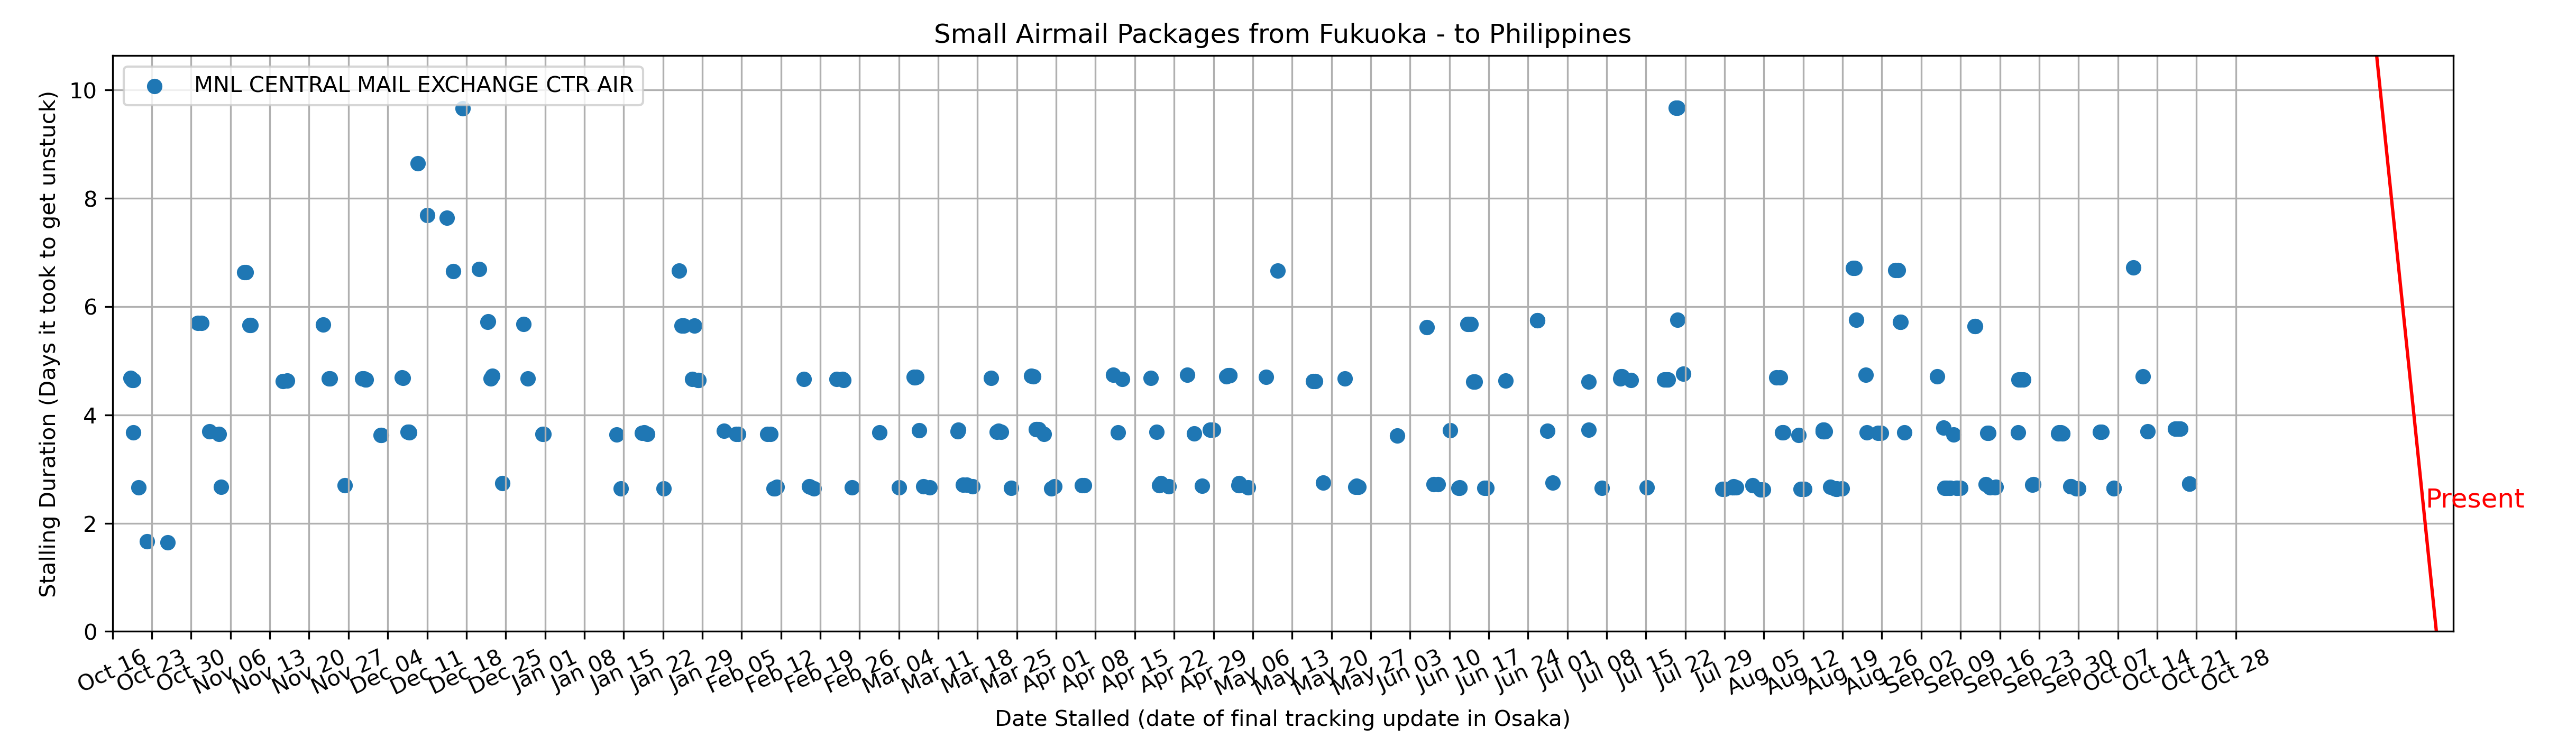 Small Airmail Packages from Fukuoka - to Philippines
MNL CENTRAL MAIL EXCHANGE CTR AIR
Stalling Duration (Days it took to get unstuck)
10
8
6
4
2
0
Present
Oct 16
Oct 23
Oct 30
Nov 06
Nov 13
Nov 20
Nov 27
Dec 04
Dec 11
Dec 18
Dec 25
Jan 01
Jan 08
Jan 15
Jan 22
Jan 29
Feb 05
Feb 12
Feb 19
Feb 26
Mar 04
Mar 11
Mar 18
Mar 25
Apr 01
Apr 08
Apr 15
Apr 22
Apr 29
May 06
May 13
May 20
May 27
Jun 03
Jun 10
Jun 17
Jun 24
Jul 01
Jul 08
Jul 15
Jul 22
Jul 29
Aug 05
Aug 12
Aug 19
Aug 26
Sep 02
Sep 09
Sep 16
Sep 23
Sep 30
Oct 07
Oct 14
Oct 21
Oct 28
Date Stalled (date of final tracking update in Osaka)